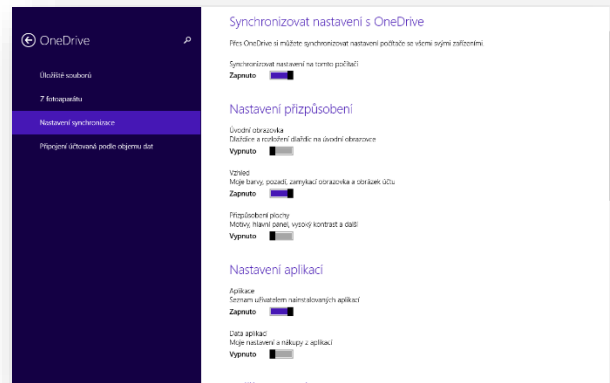 OneDrive
Úložiště souborů
Z fotoaparátu
Nastavení synchronizace
Připojení účtovaná podle objemu dat
Synchronizovat nastavení s OneDrive
Přes OneDrive si můžete synchronizovat nastavení počítače se všemi svými zařízeními.
Synchronizovat nastavení na tomto počítači
Zapnuto
Nastavení přizpůsobení
Úvodní obrazovka
Dlaždice a rozložení dlaždic na úvodní obrazovce
Vypnuto
Vzhled
Moje barvy, pozadí, zamykací obrazovka a obrázek účtu
Zapnuto
Přizpůsobení plochy
Motivy, hlavní panel, vysoký kontrast a další
Vypnuto
Nastavení aplikací
Aplikace
Seznam uživatelem nainstalovaných aplikací
Zapnuto
Data aplikací
Moje nastavení a nákupy z aplikací
Vypnuto